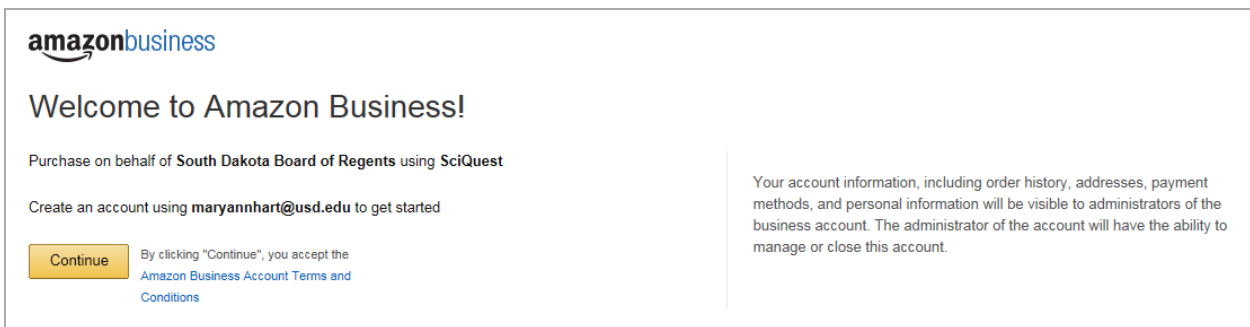 amazonbusiness
Welcome to Amazon Business!
Purchase on behalf of South Dakota Board of Regents using SciQuest
Create an account using maryannhart@usd.edu to get started
Continue
By clicking "Continue", you accept the
Amazon Business Account Terms and
Conditions
Your account information, including order history, addresses, payment
methods, and personal information will be visible to administrators of the
business account. The administrator of the account will have the ability to
manage or close this account.